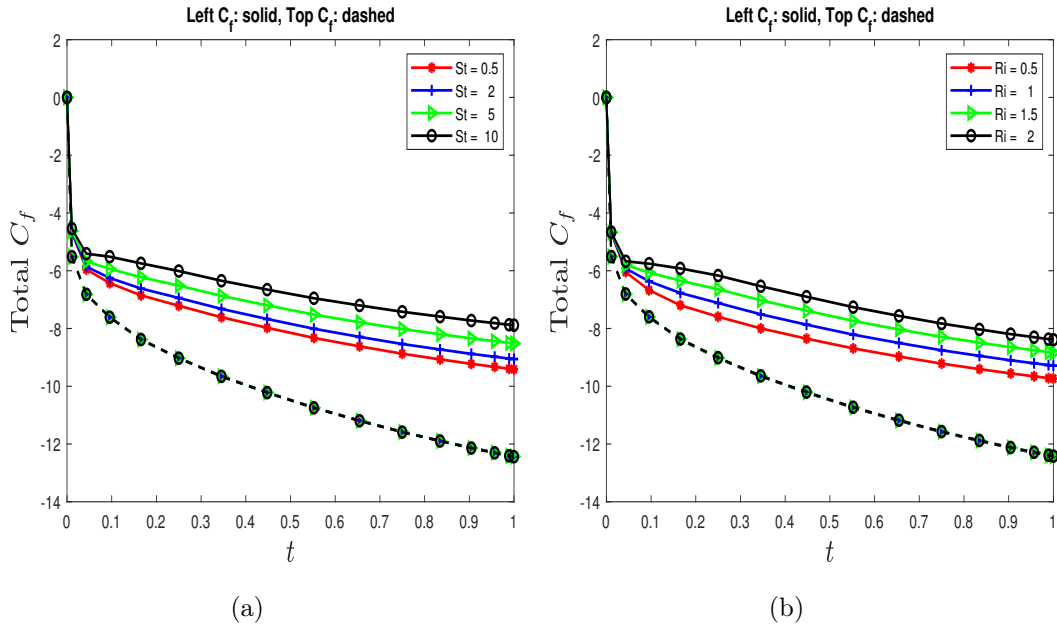 Left C_f: solid, Top C_f: dashed
2
0
-2
-4
-6
-8
-10
-12
-14
Total C_f
0 0.1 0.2 0.3 0.4 0.5 0.6 0.7 0.8 0.9 1
t
St = 0.5
St = 2
St = 5
St = 10
(a)
Left C_f: solid, Top C_f: dashed
2
0
-2
-4
-6
-8
-10
-12
-14
Total C_f
0 0.1 0.2 0.3 0.4 0.5 0.6 0.7 0.8 0.9 1
t
Ri = 0.5
Ri = 1
Ri = 1.5
Ri = 2
(b)